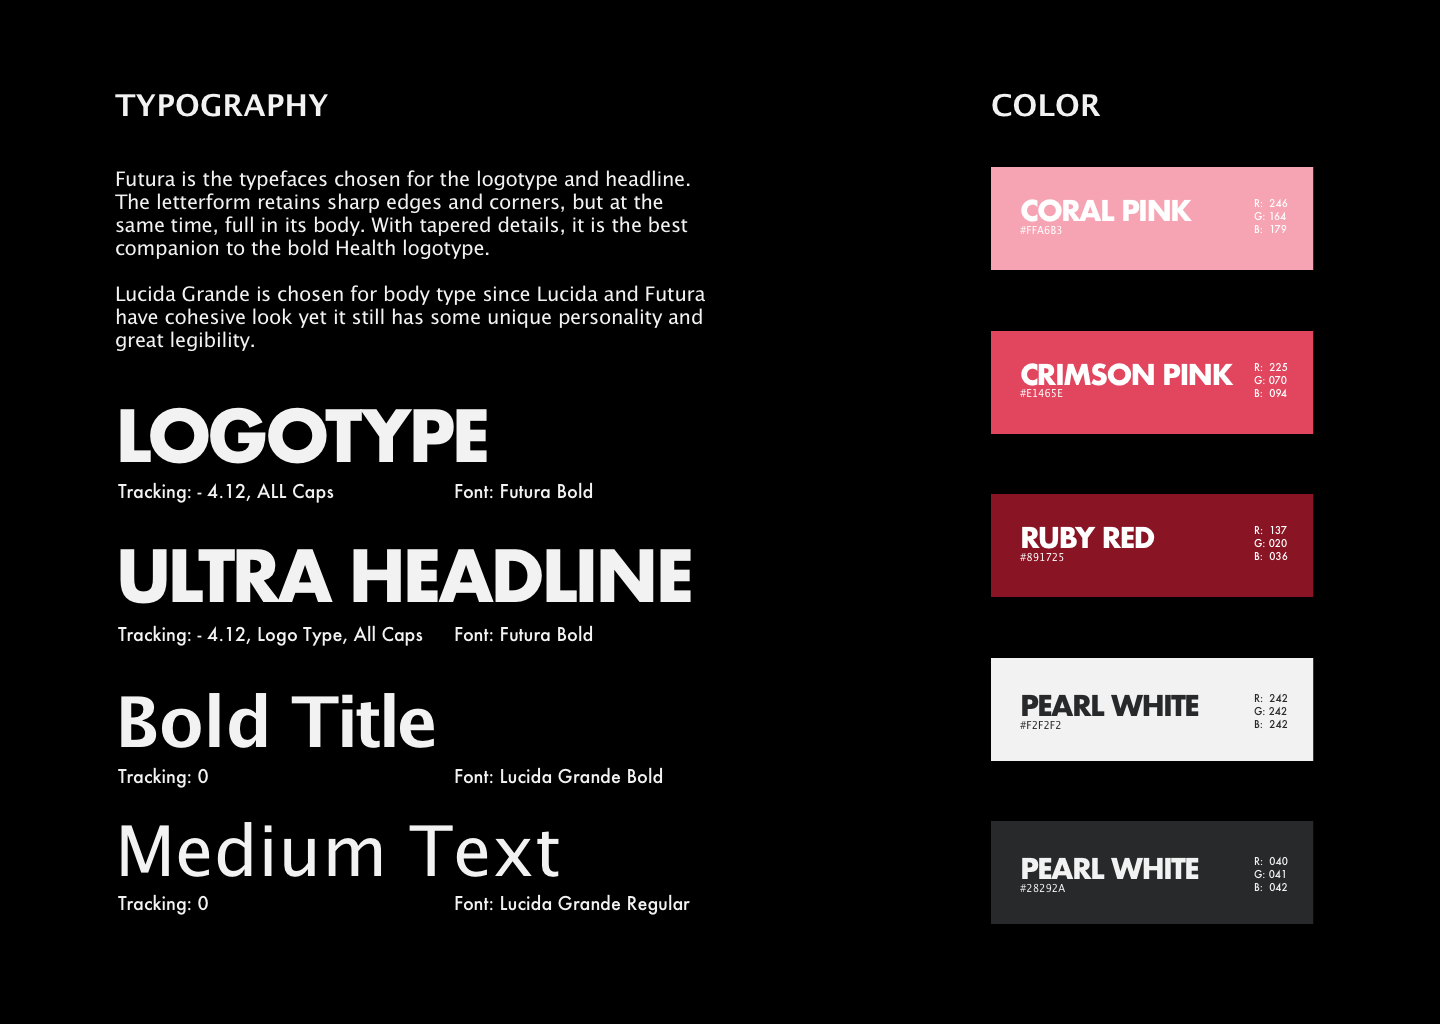 TYPOGRAPHY
Futura is the typefaces chosen for the logotype and headline.
The letterform retains sharp edges and corners, but at the
same time, full in its body. With tapered details, it is the best
companion to the bold Health logotype.
Lucida Grande is chosen for body type since Lucida and Futura
have cohesive look yet it still has some unique personality and
great legibility.
LOGOTYPE
Tracking: - 4.12, ALL Caps
Font: Futura Bold
ULTRA HEADLINE
Tracking: - 4.12, Logo Type, All Caps
Font: Futura Bold
Bold Title
Tracking: 0
Font: Lucida Grande Bold
Medium Text
Tracking: 0
Font: Lucida Grande Regular
COLOR
CORAL PINK
#FFA6B3
R: 246
G: 164
B: 179
CRIMSON PINK
#E1465E
R: 225
G: 070
B: 094
RUBY RED
#891725
R: 137
G: 020
B: 036
PEARL WHITE
#F2F2F2
R: 242
G: 242
B: 242
PEARL WHITE
#28292A
R: 040
G: 041
B: 042